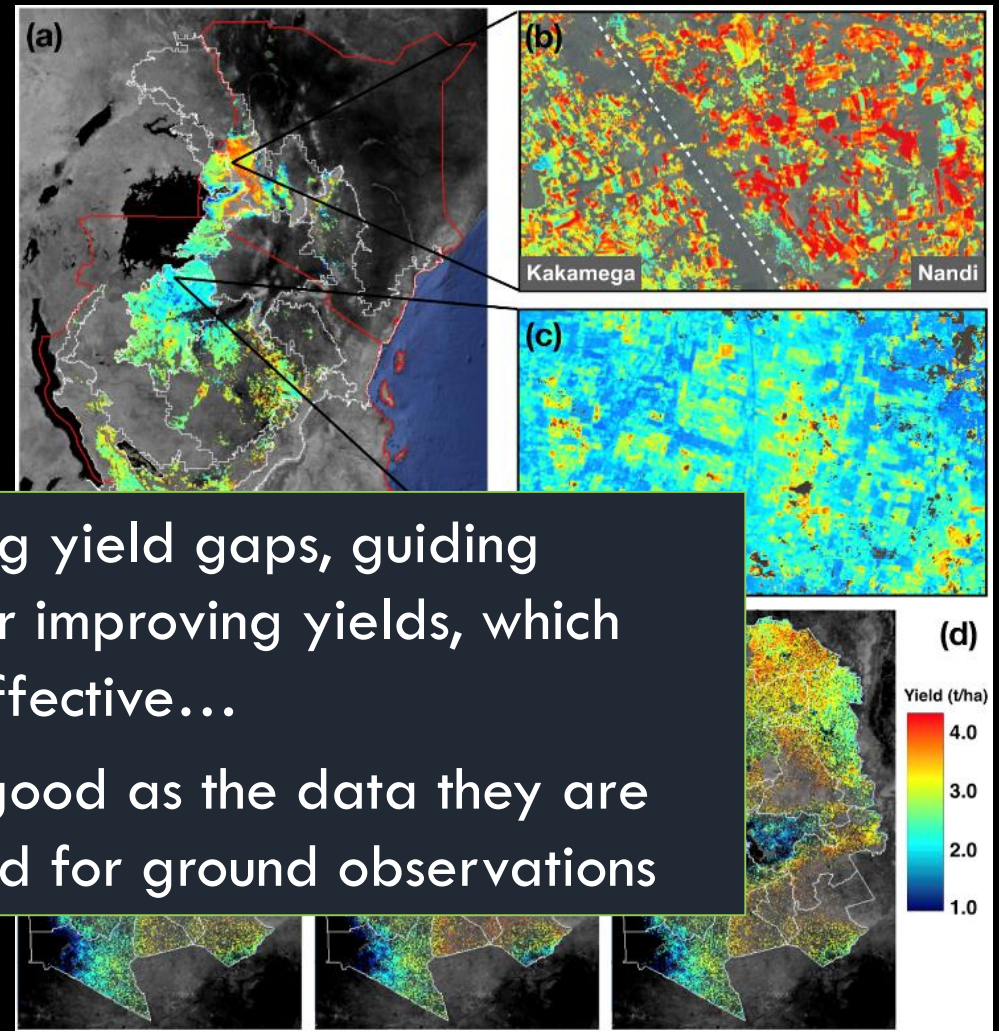 (a)
(b)
Kakamega
Nandi
(c)
g yield gaps, guiding
r improving yields, which
ffective…
good as the data they are
d for ground observations
(d)
Yield (t/ha)
4.0
3.0
2.0
1.0